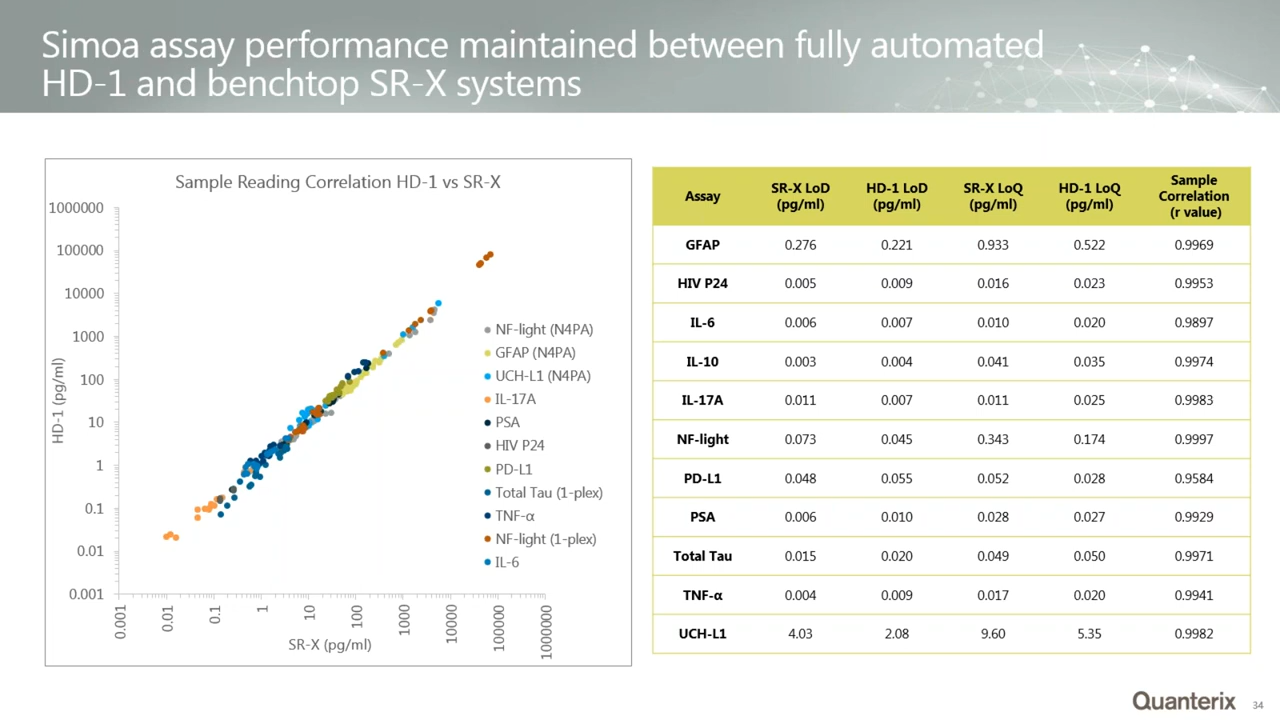 Simoa assay performance maintained between fully automated
HD-1 and benchtop SR-X systems
Sample Reading Correlation HD-1 vs SR-X
1000000
100000
10000
1000
100
10
1
0.1
0.01
0.001
HD-1 (pg/ml)
0.001
0.01
0.1
1
10
100
1000
10000
100000
1000000
SR-X (pg/ml)
NF-light (N4PA)
GFAP (N4PA)
UCH-L1 (N4PA)
IL-17A
PSA
HIV P24
PD-L1
Total Tau (1-plex)
TNF-α
NF-light (1-plex)
IL-6
Assay SR-X LoD (pg/ml) HD-1 LoD (pg/ml) SR-X LoQ (pg/ml) HD-1 LoQ (pg/ml) Sample Correlation (r value)
GFAP 0.276 0.221 0.933 0.522 0.9969
HIV P24 0.005 0.009 0.016 0.023 0.9953
IL-6 0.006 0.007 0.010 0.020 0.9897
IL-10 0.003 0.004 0.041 0.035 0.9974
IL-17A 0.011 0.007 0.011 0.025 0.9983
NF-light 0.073 0.045 0.343 0.174 0.9997
PD-L1 0.048 0.055 0.052 0.028 0.9584
PSA 0.006 0.010 0.028 0.027 0.9929
Total Tau 0.015 0.020 0.049 0.050 0.9971
TNF-α 0.004 0.009 0.017 0.020 0.9941
UCH-L1 4.03 2.08 9.60 5.35 0.9982
Quanterix
34